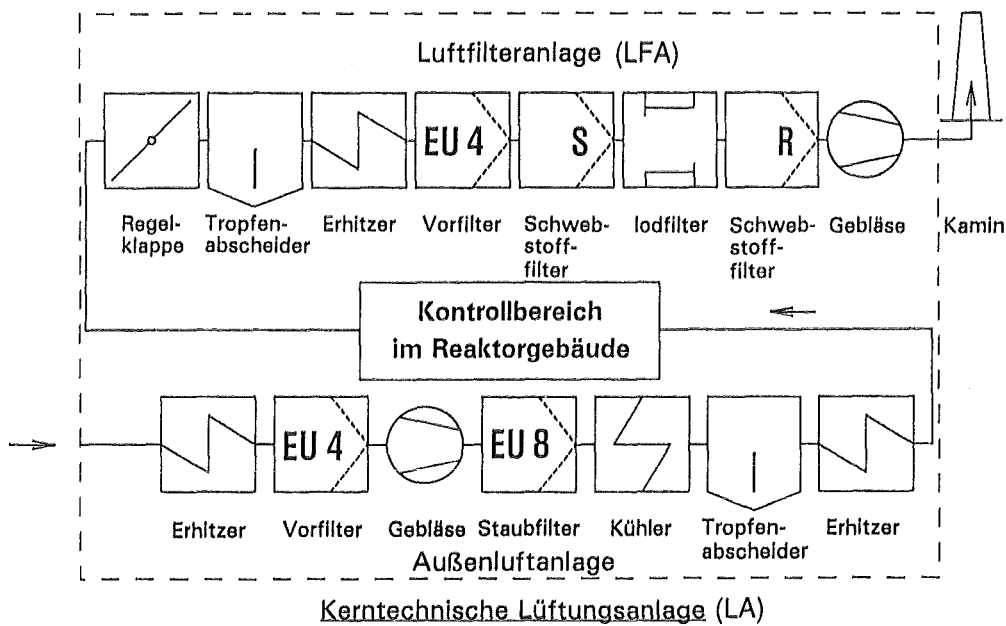 Luftfilteranlage (LFA)
EU 4 S R
Regel- Tropfen- Erhitzer Vorfilter Schweb- Iodfilter Schweb- Gebläse Kamin
klappe abscheider stoff- stoff-
filter filter
Kontrollbereich
im Reaktorgebäude
EU 4 EU 8
Erhitzer Vorfilter Gebläse Staubfilter Kühler Tropfen- Erhitzer
abscheider
Außenluftanlage
Kerntechnische Lüftungsanlage (LA)